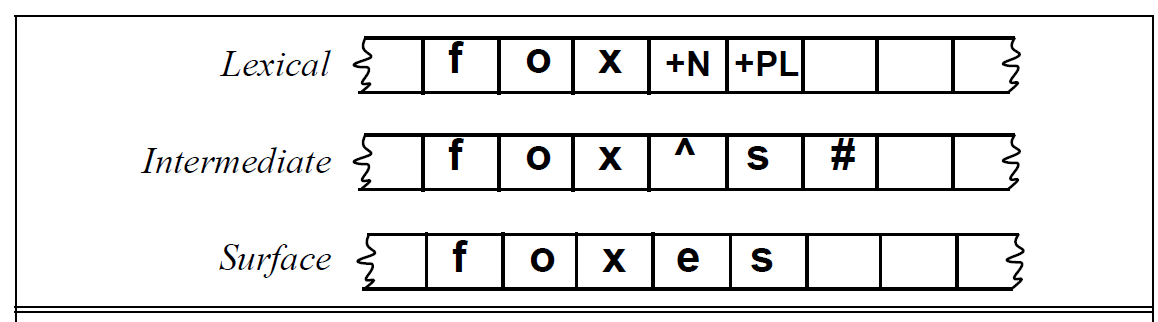 Lexical f o x +N +PL
Intermediate f o x ^ s #
Surface f o x e s